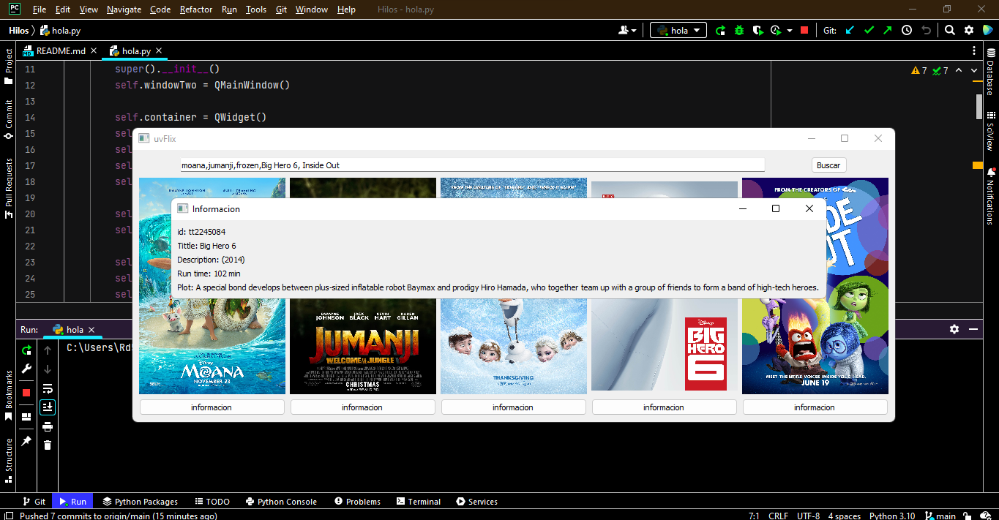 PC File Edit View Navigate Code Refactor Run Tools Git Window Help Hilos - hola.py
Hilos hola.py hola Git:
README.md hola.py
Project
Commit
Pull Requests
Bookmarks
Structure
Database
SciView
Notifications
7 7
11 super().__init__()
12 self.windowTwo = QMainWindow()
13
14 self.container = QWidget()
15 sel
16 sel
17 sel
18 sel
19
20 sel
21 sel
22
23 sel
24 sel
25 sel
uvFlix
moana,jumanji,frozen,Big Hero 6, Inside Out Buscar
DWAYNE JOHNSON
FROM THE CREATORS OF "TANGLED" AND "WRECK-IT RALPH"
FROM THE CREATORS OF
Informacion
id: tt2245084
Tittle: Big Hero 6
Description: (2014)
Run time: 102 min
Plot: A special bond develops between plus-sized inflatable robot Baymax and prodigy Hiro Hamada, who together team up with a group of friends to form a band of high-tech heroes.
DE
UT
Disney
MOANA
NOVEMBER 23
DWAYNE JOHNSON JACK BLACK KEVIN HART KAREN GILLAN
JUMANJI
WELCOME TO THE JUNGLE
CHRISTMAS
THANKSGIVING
Disney
BIG
HERO
6
MEET THE LITTLE VOICES INSIDE YOUR HEAD.
JUNE 19
informacion informacion informacion informacion informacion
Run: hola
C:\Users\Rd
Git Run Python Packages TODO Python Console Problems Terminal Services
Pushed 7 commits to origin/main (15 minutes ago) 7:1 CRLF UTF-8 4 spaces Python 3.10 main